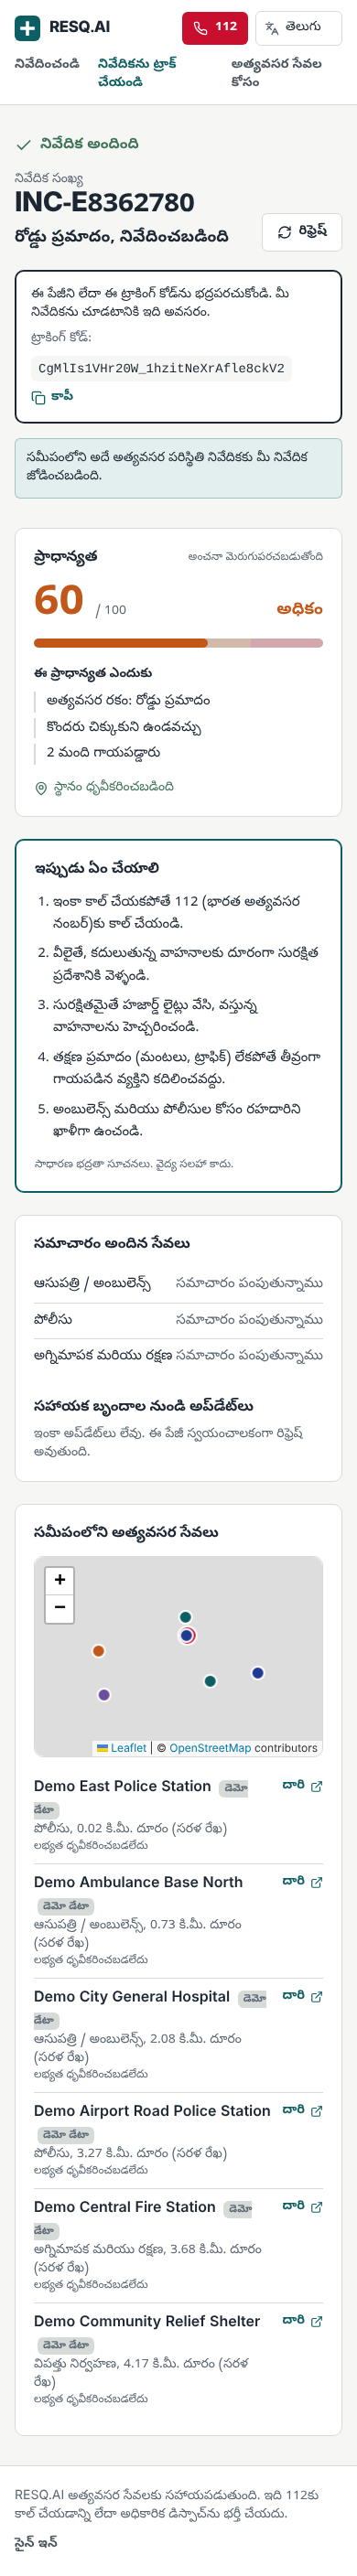 RESQ.AI
112
తెలుగు
నివేదించండి
నివేదికను ట్రాక్
చేయండి
అత్యవసర సేవల
కోసం
నివేదిక అందింది
నివేదిక సంఖ్య
INC-E8362780
రోడ్డు ప్రమాదం, నివేదించబడింది
రిఫ్రెష్
ఈ పేజీని లేదా ఈ ట్రాకింగ్ కోడ్‌ను భద్రపరచుకోండి. మీ
నివేదికను చూడటానికి ఇది అవసరం.
ట్రాకింగ్ కోడ్:
CgMlIs1VHr20W_1hzitNeXrAfle8ckV2
కాపీ
సమీపంలోని అదే అత్యవసర పరిస్థితి నివేదికకు మీ నివేదిక
జోడించబడింది.
ప్రాధాన్యత
అంచనా మెరుగుపరచబడుతోంది
60 / 100
అధికం
ఈ ప్రాధాన్యత ఎందుకు
అత్యవసర రకం: రోడ్డు ప్రమాదం
కొందరు చిక్కుకుని ఉండవచ్చు
2 మంది గాయపడ్డారు
స్థానం ధృవీకరించబడింది
ఇప్పుడు ఏం చేయాలి
1. ఇంకా కాల్ చేయకపోతే 112 (భారత అత్యవసర
నంబర్)కు కాల్ చేయండి.
2. వీలైతే, కదులుతున్న వాహనాలకు దూరంగా సురక్షిత
ప్రదేశానికి వెళ్ళండి.
3. సురక్షితమైతే హజార్డ్ లైట్లు వేసి, వస్తున్న
వాహనాలను హెచ్చరించండి.
4. తక్షణ ప్రమాదం (మంటలు, ట్రాఫిక్) లేకపోతే తీవ్రంగా
గాయపడిన వ్యక్తిని కదిలించవద్దు.
5. అంబులెన్స్ మరియు పోలీసుల కోసం రహదారిని
ఖాళీగా ఉంచండి.
సాధారణ భద్రతా సూచనలు. వైద్య సలహా కాదు.
సమాచారం అందిన సేవలు
ఆసుపత్రి / అంబులెన్స్ సమాచారం పంపుతున్నాము
పోలీసు సమాచారం పంపుతున్నాము
అగ్నిమాపక మరియు రక్షణ సమాచారం పంపుతున్నాము
సహాయక బృందాల నుండి అప్‌డేట్‌లు
ఇంకా అప్‌డేట్‌లు లేవు. ఈ పేజీ స్వయంచాలకంగా రిఫ్రెష్
అవుతుంది.
సమీపంలోని అత్యవసర సేవలు
+
−
Leaflet | © OpenStreetMap contributors
Demo East Police Station డెమో
డేటా
దారి
పోలీసు, 0.02 కి.మీ. దూరం (సరళ రేఖ)
లభ్యత ధృవీకరించబడలేదు
Demo Ambulance Base North
దారి
డెమో డేటా
ఆసుపత్రి / అంబులెన్స్, 0.73 కి.మీ. దూరం
(సరళ రేఖ)
లభ్యత ధృవీకరించబడలేదు
Demo City General Hospital డెమో
డేటా
దారి
ఆసుపత్రి / అంబులెన్స్, 2.08 కి.మీ. దూరం
(సరళ రేఖ)
లభ్యత ధృవీకరించబడలేదు
Demo Airport Road Police Station
దారి
డెమో డేటా
పోలీసు, 3.27 కి.మీ. దూరం (సరళ రేఖ)
లభ్యత ధృవీకరించబడలేదు
Demo Central Fire Station డెమో
డేటా
దారి
అగ్నిమాపక మరియు రక్షణ, 3.68 కి.మీ. దూరం
(సరళ రేఖ)
లభ్యత ధృవీకరించబడలేదు
Demo Community Relief Shelter
దారి
డెమో డేటా
విపత్తు నిర్వహణ, 4.17 కి.మీ. దూరం (సరళ
రేఖ)
లభ్యత ధృవీకరించబడలేదు
RESQ.AI అత్యవసర సేవలకు సహాయపడుతుంది. ఇది 112కు
కాల్ చేయడాన్ని లేదా అధికారిక డిస్పాచ్‌ను భర్తీ చేయదు.
సైన్ ఇన్